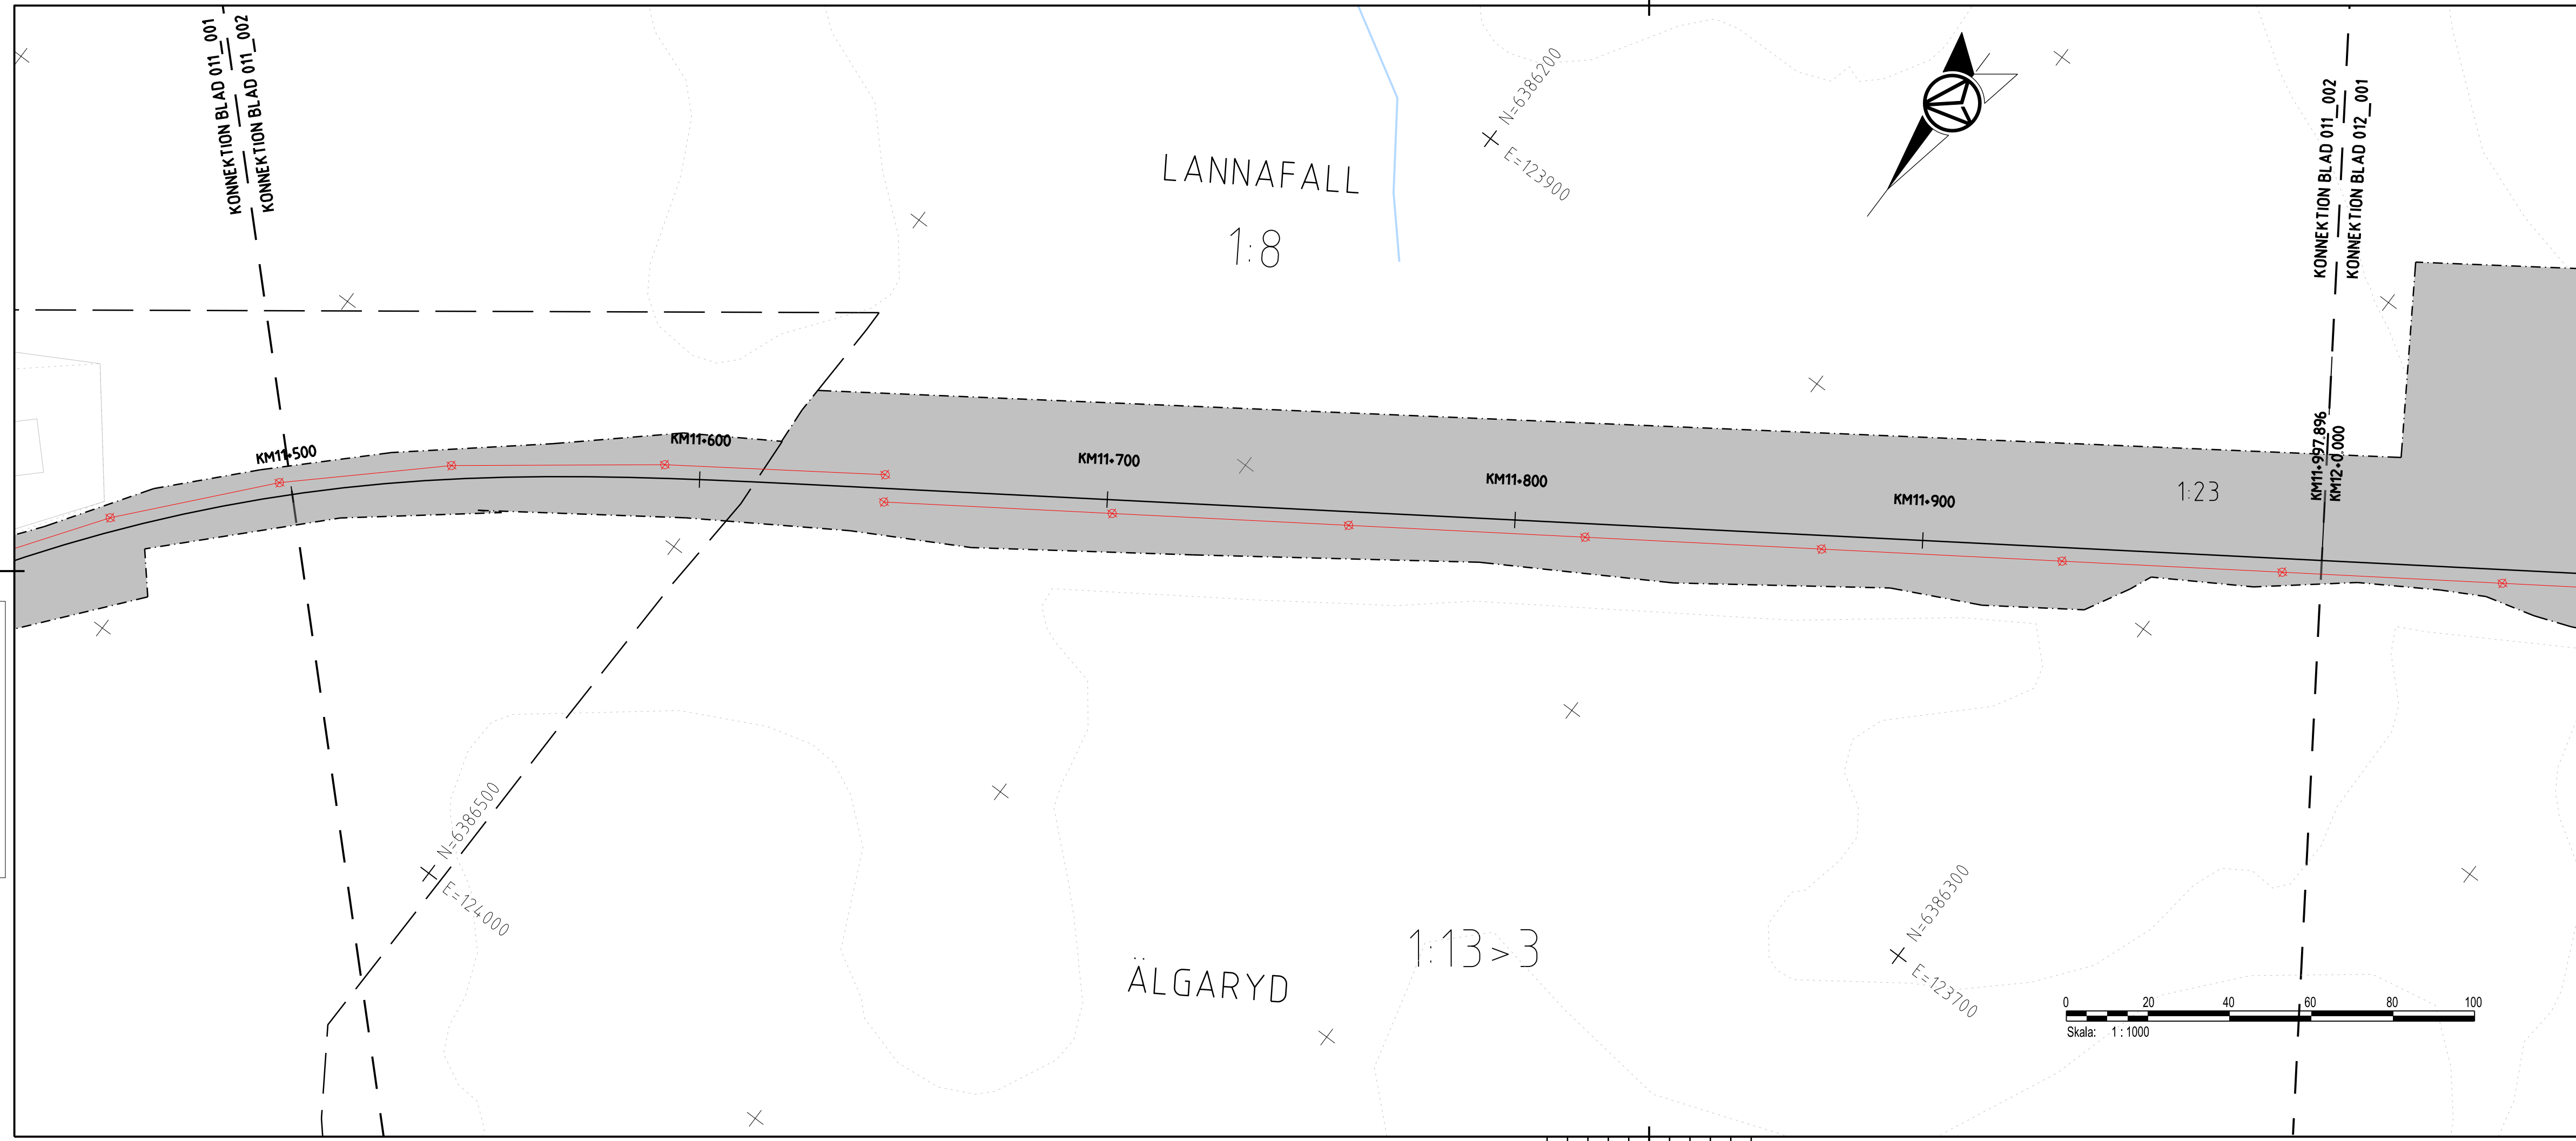 KONNEKTION BLAD 011_001
KONNEKTION BLAD 011_002
N=6386200
E=123900
LANNAFALL
1:8
KONNEKTION BLAD 011_002
KONNEKTION BLAD 012_001
KM11+500
KM11+600
KM11+700
KM11+800
KM11+900
1:23
KM11+997.896
KM12+0.000
N=6386500
E=124000
ÄLGARYD
1:13>3
N=6386300
E=123700
0 20 40 60 80 100
Skala: 1 : 1000